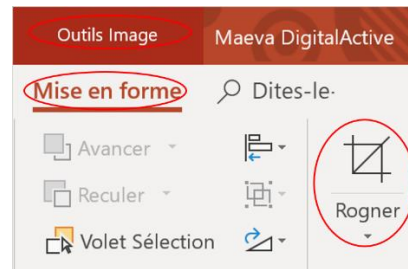 Outils Image Maeva DigitalActive
Mise en forme Dites-le
Avancer
Reculer
Volet Sélection
Rogner